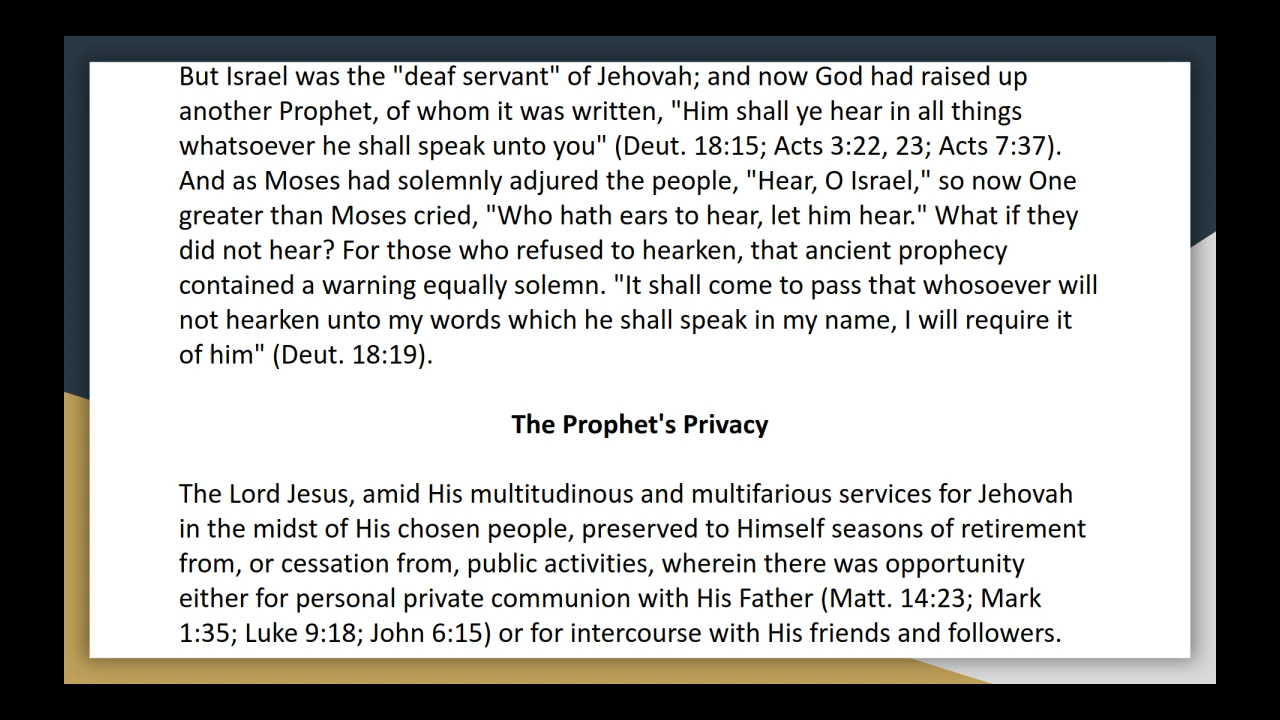 But Israel was the "deaf servant" of Jehovah; and now God had raised up
another Prophet, of whom it was written, "Him shall ye hear in all things
whatsoever he shall speak unto you" (Deut. 18:15; Acts 3:22, 23; Acts 7:37).
And as Moses had solemnly adjured the people, "Hear, O Israel," so now One
greater than Moses cried, "Who hath ears to hear, let him hear." What if they
did not hear? For those who refused to hearken, that ancient prophecy
contained a warning equally solemn. "It shall come to pass that whosoever will
not hearken unto my words which he shall speak in my name, I will require it
of him" (Deut. 18:19).
The Prophet's Privacy
The Lord Jesus, amid His multitudinous and multifarious services for Jehovah
in the midst of His chosen people, preserved to Himself seasons of retirement
from, or cessation from, public activities, wherein there was opportunity
either for personal private communion with His Father (Matt. 14:23; Mark
1:35; Luke 9:18; John 6:15) or for intercourse with His friends and followers.